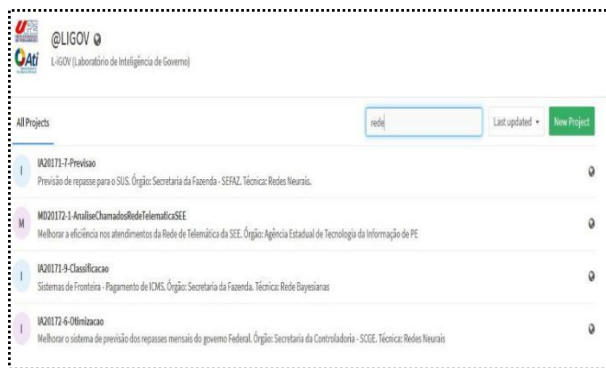 @LIGOV
L-IGOV (Laboratório de Inteligência de Governo)
Ati
All Projects
rede
Last updated
New Project
I
IA20171-7-Previsao
Previsão de repasse para o SUS. Órgão: Secretaria da Fazenda - SEFAZ. Técnica: Redes Neurais.
M
MD20172-1-AnaliseChamadosRedeTelematicaSEE
Melhorar a eficiência nos atendimentos da Rede de Telemática da SEE. Órgão: Agência Estadual de Tecnologia da Informação de PE
I
IA20171-9-Classificacao
Sistemas de Fronteira - Pagamento de ICMS. Órgão: Secretaria da Fazenda. Técnica: Rede Bayesianas
I
IA20172-6-Otimizacao
Melhorar o sistema de previsão dos repasses mensais do governo Federal. Órgão: Secretaria da Controladoria - SCGE. Técnica: Redes Neurais